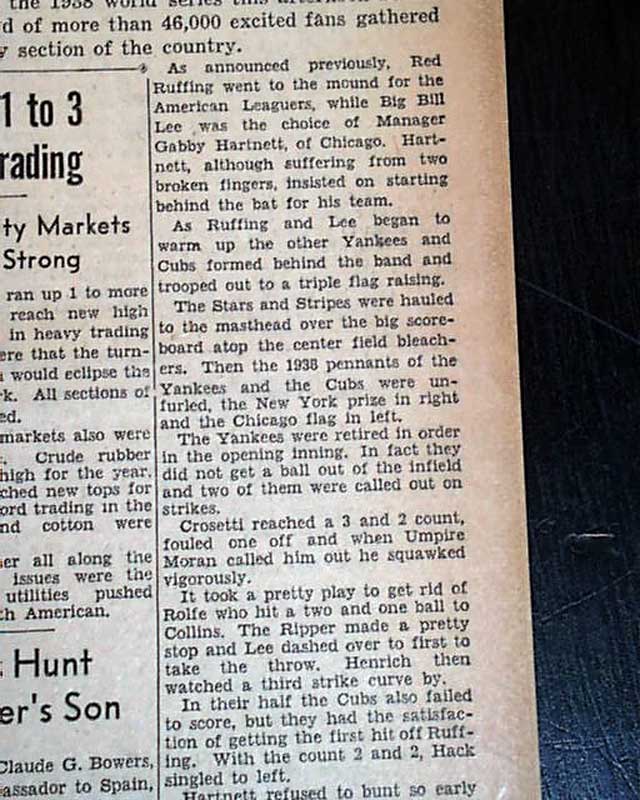 the 1938 world series this afternoon
d of more than 46,000 excited fans gathered
y section of the country.
1 to 3
rading
ty Markets
Strong
ran up 1 to more
reach new high
in heavy trading
ere that the turn-
would eclipse the
k. All sections of
ed.
markets also were
. Crude rubber
high for the year.
ched new tops for
ord trading in the
nd cotton were
er all along the
issues were the
utilities pushed
th American.
Hunt
er's Son
Claude G. Bowers,
assador to Spain,
As announced previously, Red
Ruffing went to the mound for the
American Leaguers, while Big Bill
Lee was the choice of Manager
Gabby Hartnett, of Chicago. Hart-
nett, although suffering from two
broken fingers, insisted on starting
behind the bat for his team.
As Ruffing and Lee began to
warm up the other Yankees and
Cubs formed behind the band and
trooped out to a triple flag raising.
The Stars and Stripes were hauled
to the masthead over the big score-
board atop the center field bleach-
ers. Then the 1938 pennants of the
Yankees and the Cubs were un-
furled, the New York prize in right
and the Chicago flag in left.
The Yankees were retired in order
in the opening inning. In fact they
did not get a ball out of the infield
and two of them were called out on
strikes.
Crosetti reached a 3 and 2 count,
fouled one off and when Umpire
Moran called him out he squawked
vigorously.
It took a pretty play to get rid of
Rolfe who hit a two and one ball to
Collins. The Ripper made a pretty
stop and Lee dashed over to first to
take the throw. Henrich then
watched a third strike curve by.
In their half the Cubs also failed
to score, but they had the satisfac-
tion of getting the first hit off Ruff-
ing. With the count 2 and 2, Hack
singled to left.
Hartnett refused to bunt so early